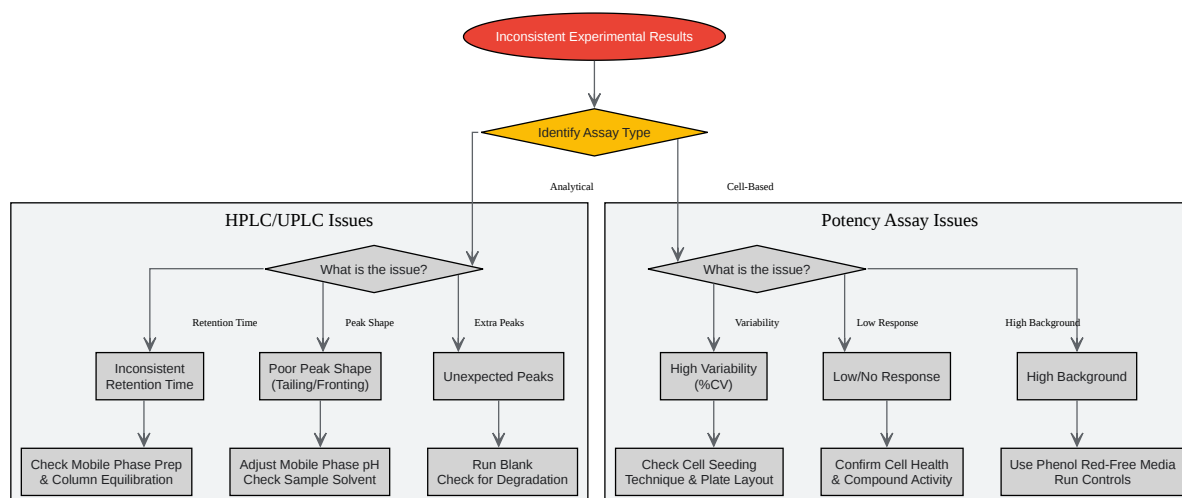 Inconsistent Experimental Results
Identify Assay Type
Analytical
Cell-Based
HPLC/UPLC Issues
Potency Assay Issues
What is the issue?
What is the issue?
Retention Time
Peak Shape
Extra Peaks
Variability
Low Response
High Background
Inconsistent
Retention Time
Poor Peak Shape
(Tailing/Fronting)
Unexpected Peaks
High Variability
(%CV)
Low/No Response
High Background
Check Mobile Phase Prep
& Column Equilibration
Adjust Mobile Phase pH
Check Sample Solvent
Run Blank
Check for Degradation
Check Cell Seeding
Technique & Plate Layout
Confirm Cell Health
& Compound Activity
Use Phenol Red-Free Media
Run Controls